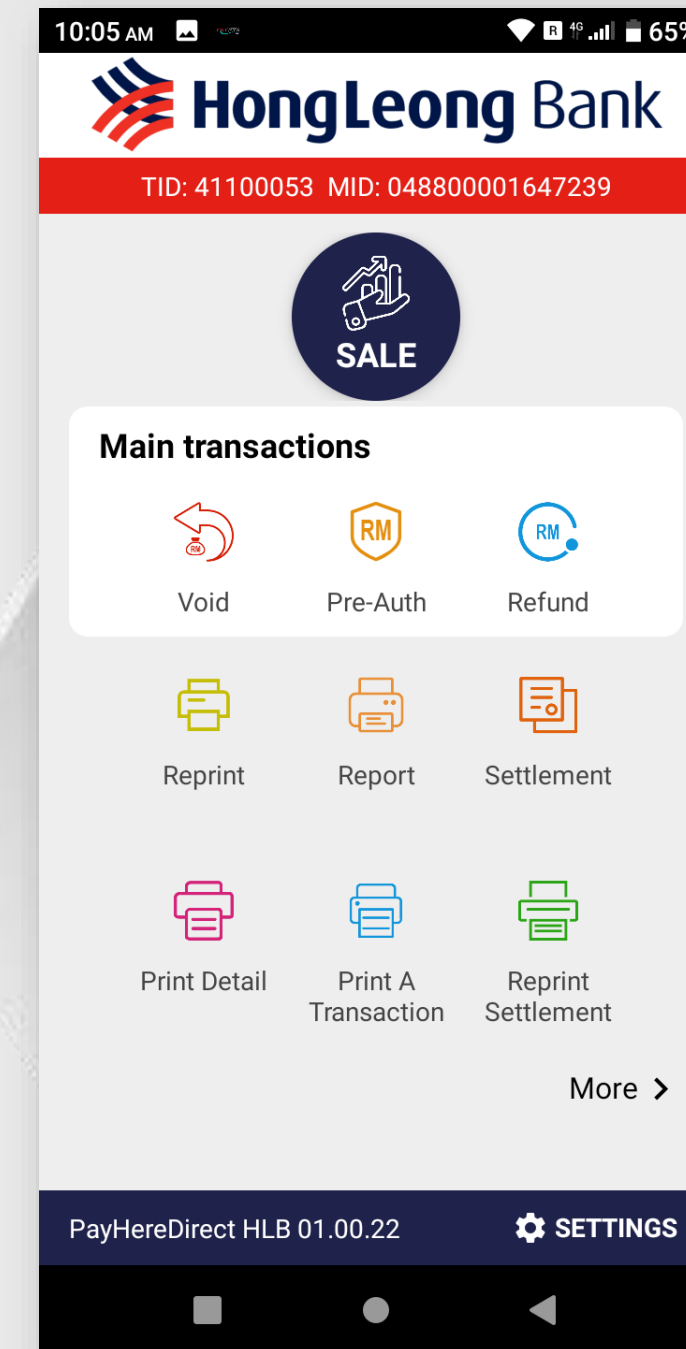 10:05 AM R 4G 65%
HongLeong Bank
TID: 41100053 MID: 048800001647239
SALE
Main transactions
RM RM RM
Void Pre-Auth Refund
Reprint Report Settlement
Print Detail Print A Reprint
Transaction Settlement
More
PayHereDirect HLB 01.00.22 SETTINGS